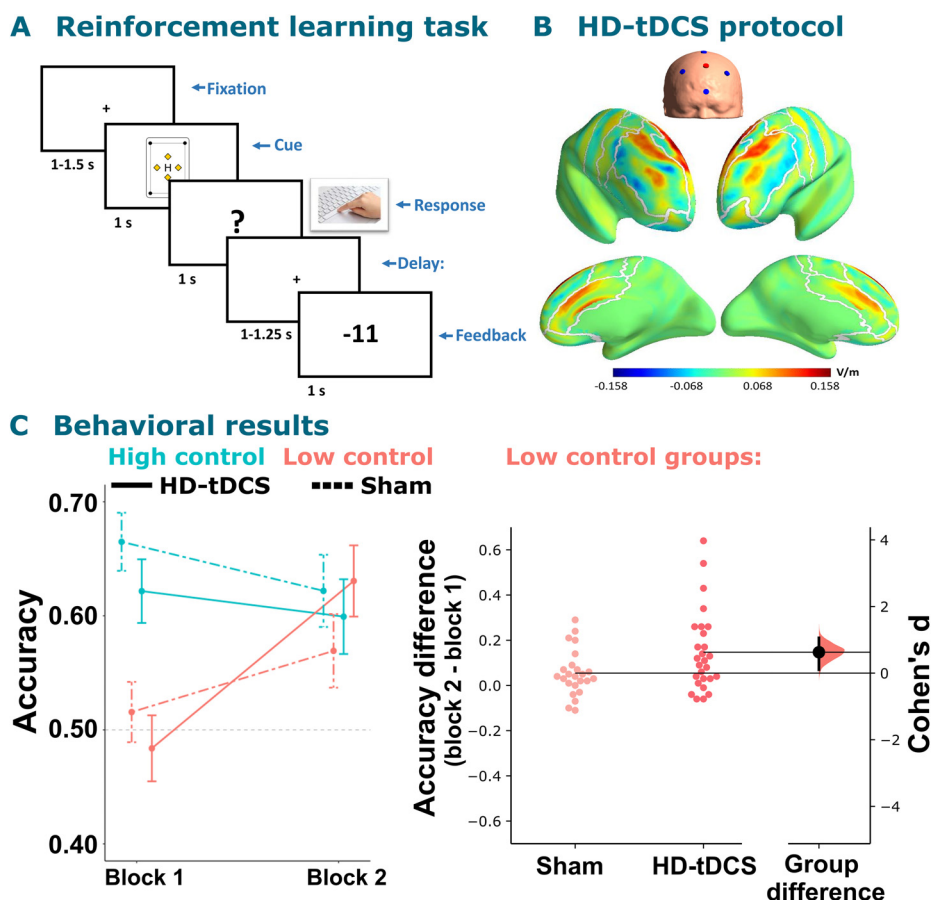 A Reinforcement learning task
Fixation
+
1-1.5 s
Cue
H
1 s
?
Response
1 s
Delay:
+
1-1.25 s
-11
Feedback
1 s
B HD-tDCS protocol
V/m
-0.158 -0.068 0.068 0.158
C Behavioral results
High control Low control
HD-tDCS Sham
Accuracy
0.70
0.60
0.50
0.40
Block 1 Block 2
Low control groups:
Accuracy difference
(block 2 - block 1)
0.6
0.4
0.2
0.0
−0.2
−0.4
−0.6
Sham HD-tDCS Group
difference
4
2
0
−2
−4
Cohen's d